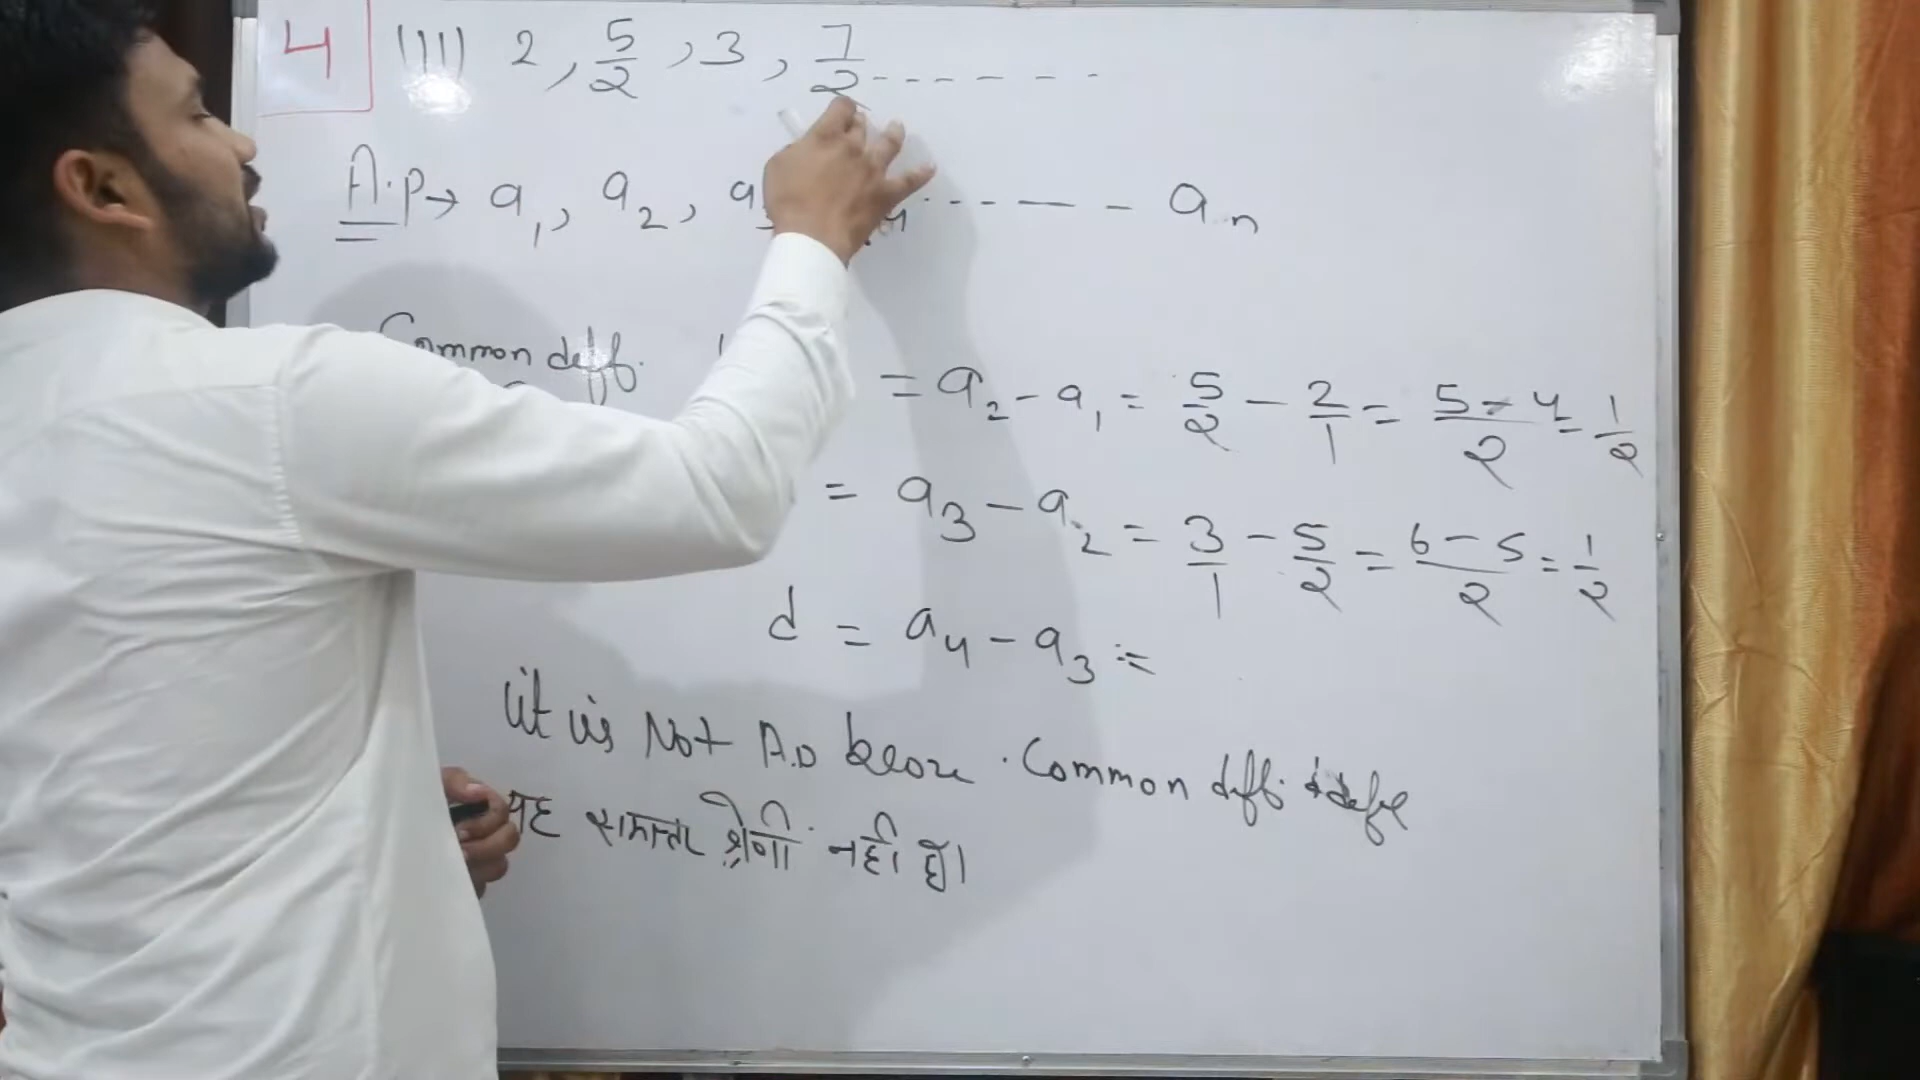 4 (III) 2, 5/2, 3, 7/2 - - - - - -
A.P → a₁, a₂, a₃ ₄ - - - - - aₙ
Common diff.
= a₂ - a₁ = 5/2 - 2/1 = (5 - 4)/2 = 1/2
= a₃ - a₂ = 3/1 - 5/2 = (6 - 5)/2 = 1/2
d = a₄ - a₃ =
it is Not A.P Common diff.
यह समान्तर श्रेणी नहीं है।